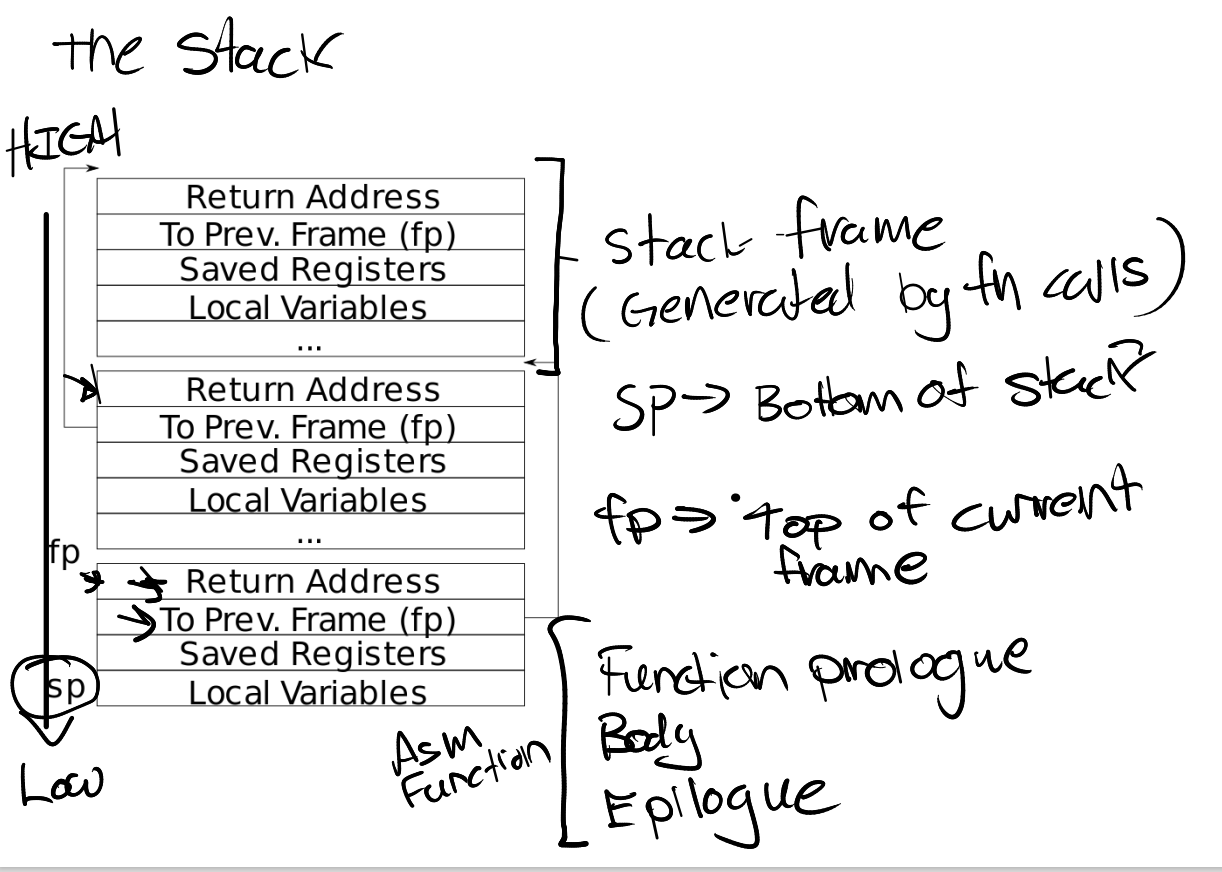 The Stack
HIGH
Return Address
To Prev. Frame (fp)
Saved Registers
Local Variables
...
Stack frame
(Generated by fn calls)
Return Address
To Prev. Frame (fp)
Saved Registers
Local Variables
...
SP → Bottom of stack
fp ⇒ Top of current
frame
fp
Return Address
To Prev. Frame (fp)
Saved Registers
sp
Local Variables
Low
Asm
Function
Function prologue
Body
Epilogue